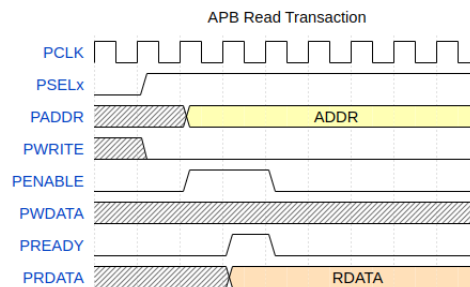 APB Read Transaction
PCLK
PSELx
PADDR ADDR
PWRITE
PENABLE
PWDATA
PREADY
PRDATA RDATA